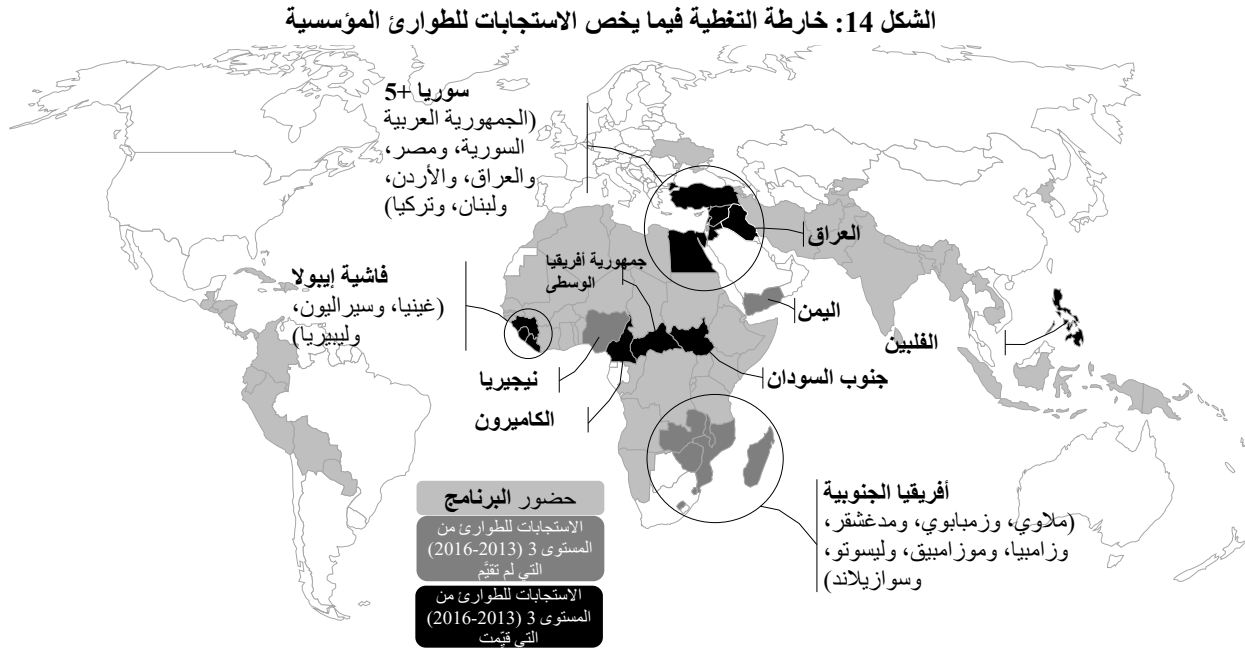 الشكل 14: خارطة التغطية فيما يخص الاستجابات للطوارئ المؤسسية
سوريا +5
(الجمهورية العربية
السورية، ومصر،
والعراق، والأردن،
ولبنان، وتركيا)
العراق
جمهورية أفريقيا
الوسطى
فاشية إيبولا
(غينيا، وسيراليون،
وليبيريا)
اليمن
الفلبين
نيجيريا
جنوب السودان
الكاميرون
أفريقيا الجنوبية
(ملاوي، وزمبابوي، ومدغشقر،
وزامبيا، وموزامبيق، وليسوتو،
وسوازيلاند)
حضور البرنامج
الاستجابات للطوارئ من
المستوى 3 (2013-2016)
التي لم تقيَّم
الاستجابات للطوارئ من
المستوى 3 (2013-2016)
التي قيّمت